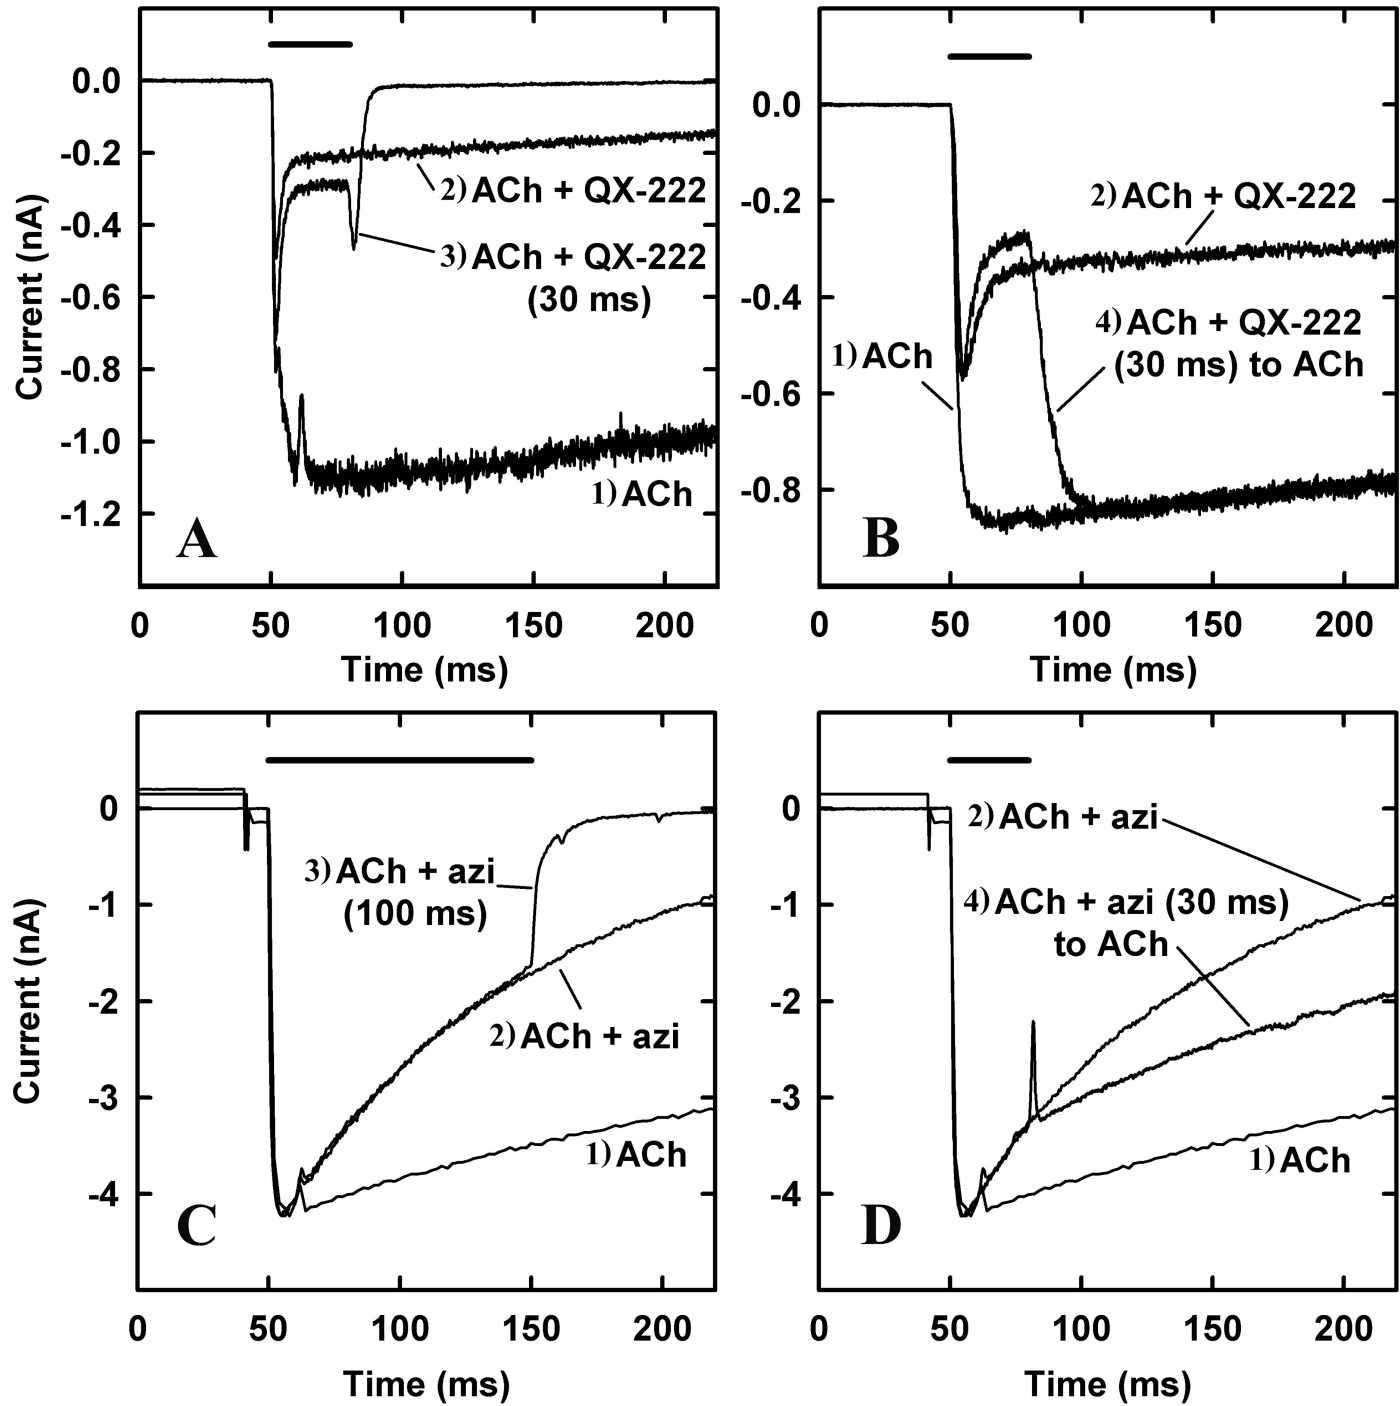 0.0
-0.2
-0.4
-0.6
-0.8
-1.0
-1.2
Current (nA)
2) ACh + QX-222
3) ACh + QX-222
(30 ms)
1) ACh
A
0 50 100 150 200
Time (ms)
0.0
-0.2
-0.4
-0.6
-0.8
2) ACh + QX-222
4) ACh + QX-222
(30 ms) to ACh
1) ACh
B
0 50 100 150 200
Time (ms)
0
-1
-2
-3
-4
Current (nA)
3) ACh + azi
(100 ms)
2) ACh + azi
1) ACh
C
0 50 100 150 200
Time (ms)
0
-1
-2
-3
-4
2) ACh + azi
4) ACh + azi (30 ms)
to ACh
1) ACh
D
0 50 100 150 200
Time (ms)